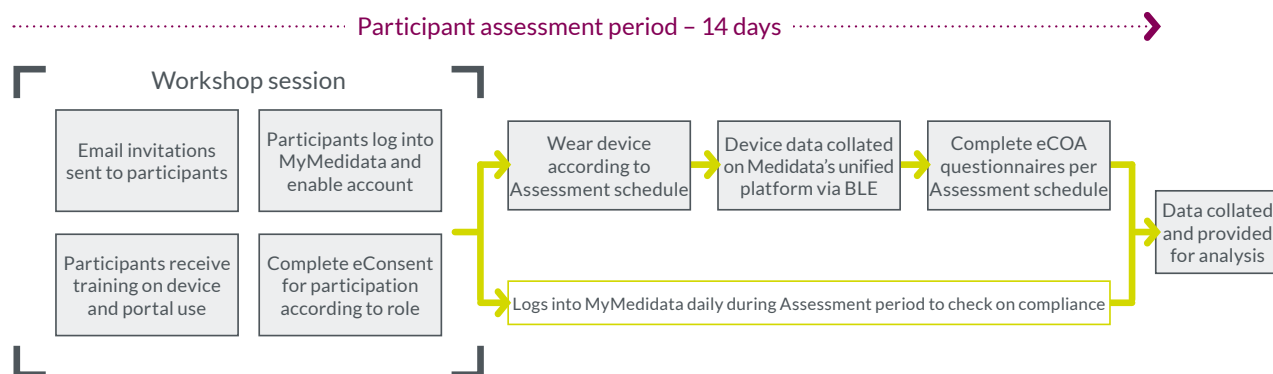 Participant assessment period – 14 days
Workshop session
Email invitations
sent to participants
Participants log into
MyMedidata and
enable account
Participants receive
training on device
and portal use
Complete eConsent
for participation
according to role
Wear device
according to
Assessment schedule
Device data collated
on Medidata’s unified
platform via BLE
Complete eCOA
questionnaires per
Assessment schedule
Logs into MyMedidata daily during Assessment period to check on compliance
Data collated
and provided
for analysis